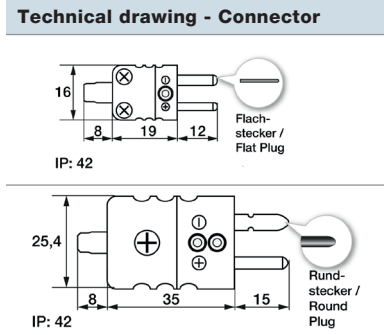 Technical drawing - Connector
16
8
19
12
Flach-
stecker /
Flat Plug
IP: 42
25,4
8
35
15
Rund-
stecker /
Round
Plug
IP: 42